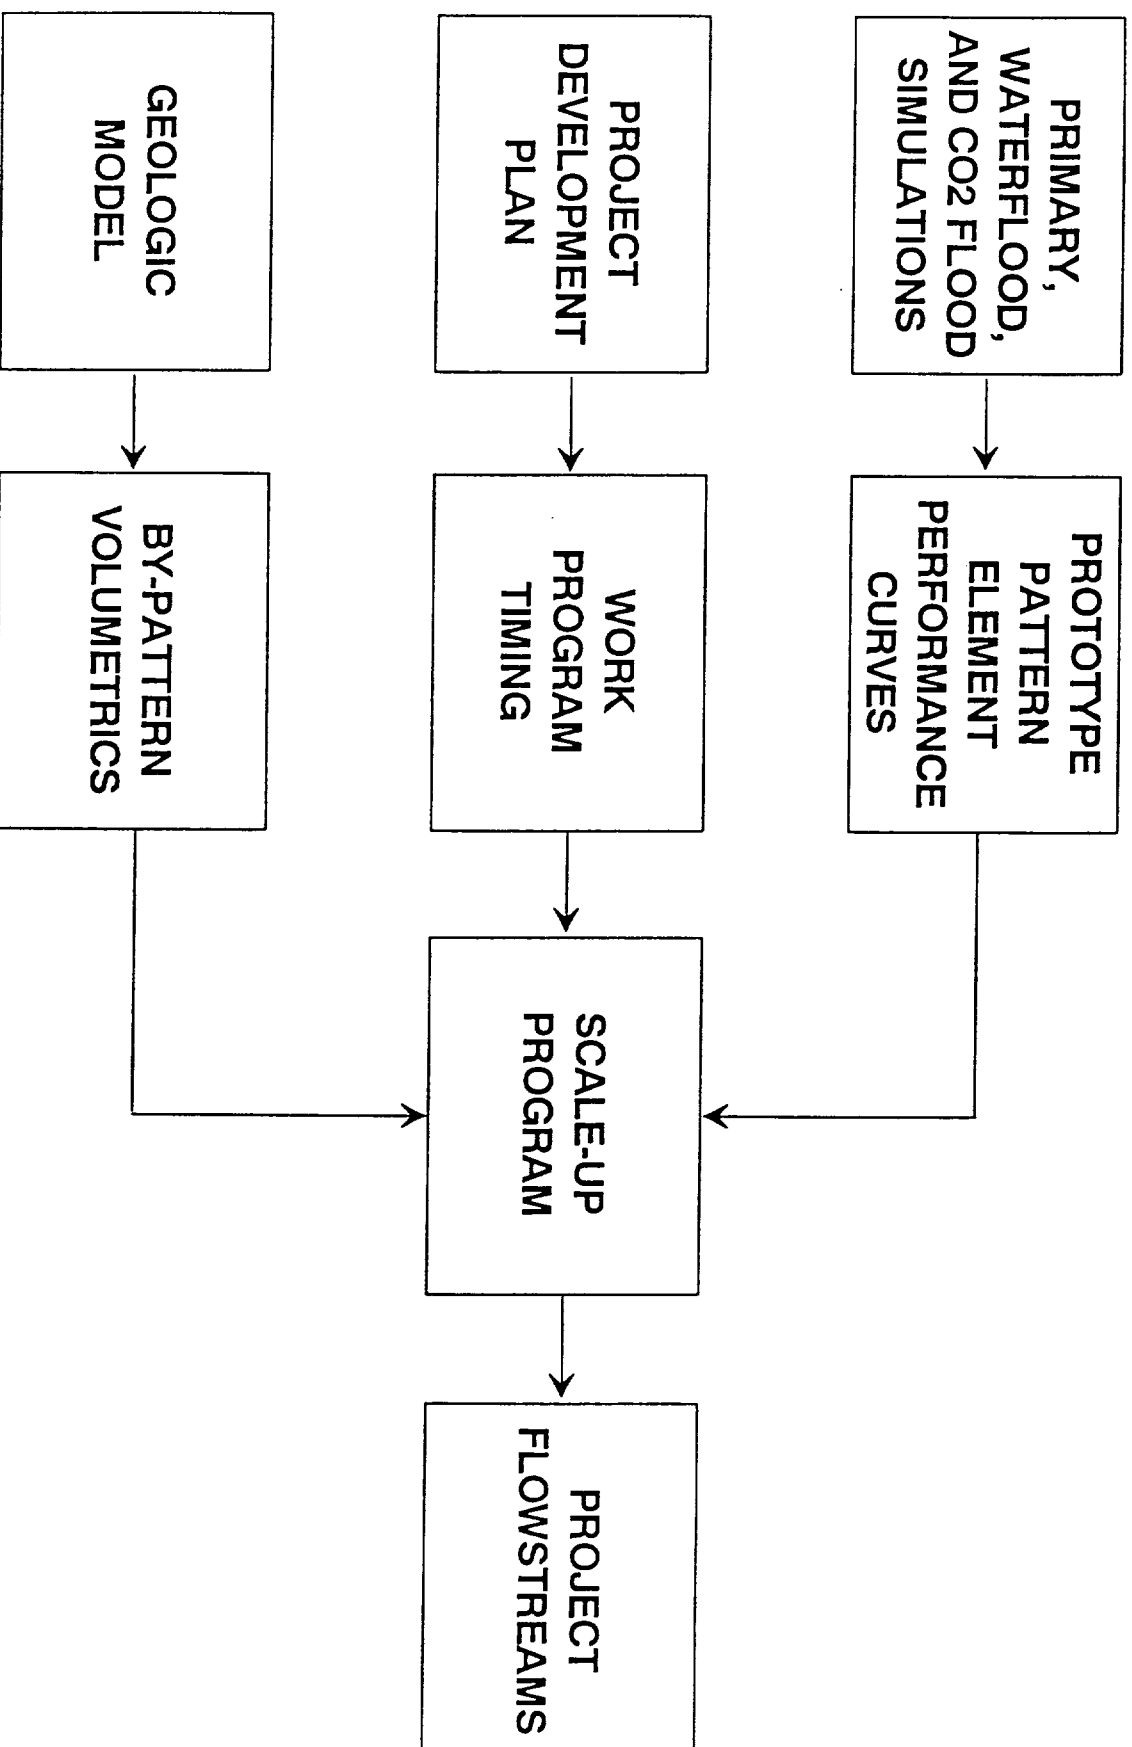 PRIMARY,
WATERFLOOD,
AND CO2 FLOOD
SIMULATIONS
PROTOTYPE
PATTERN
ELEMENT
PERFORMANCE
CURVES
PROJECT
DEVELOPMENT
PLAN
WORK
PROGRAM
TIMING
SCALE-UP
PROGRAM
PROJECT
FLOWSTREAMS
GEOLOGIC
MODEL
BY-PATTERN
VOLUMETRICS